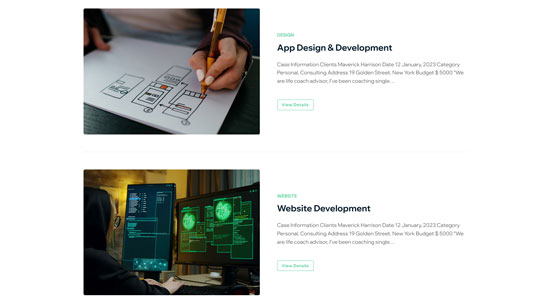 DESIGN
App Design & Development
Case Information Clients Maverick Harrison Date 12 January, 2023 Category
Personal, Consulting Address 19 Golden Street, New York Budget $ 5000 "We
are life coach advisor, I've been coaching single…
View Details
WEBSITE
Website Development
Case Information Clients Maverick Harrison Date 12 January, 2023 Category
Personal, Consulting Address 19 Golden Street, New York Budget $ 5000 "We
are life coach advisor, I've been coaching single…
View Details